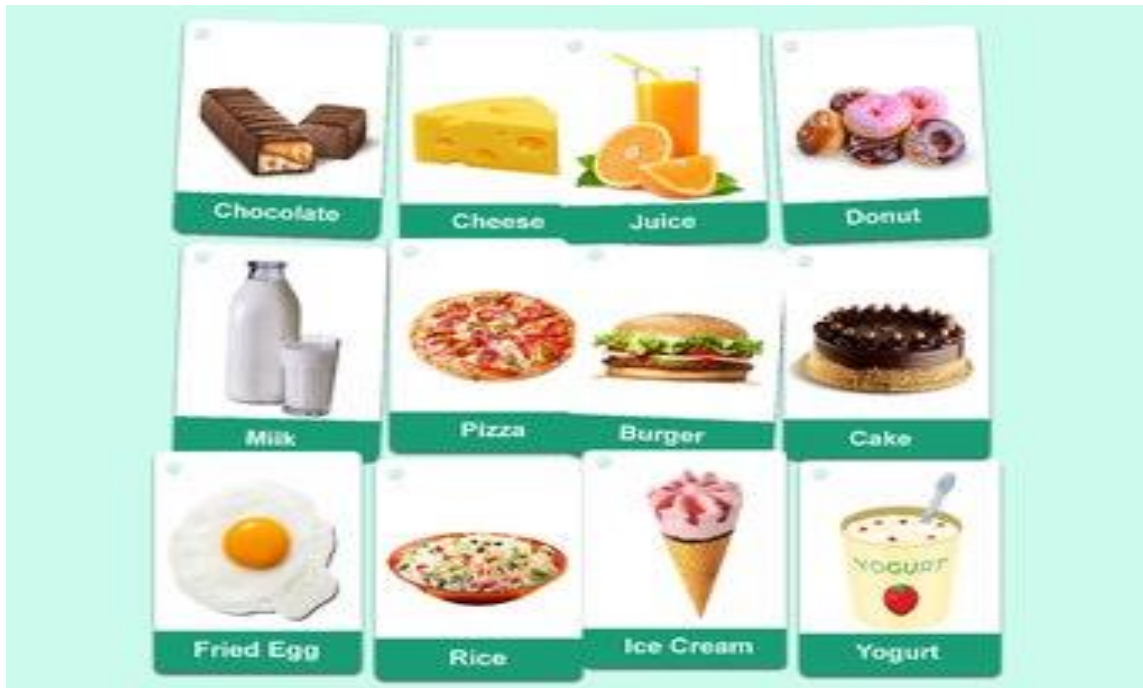 Chocolate
Cheese
Juice
Donut
Milk
Pizza
Burger
Cake
YOGURT
Fried Egg
Rice
Ice Cream
Yogurt